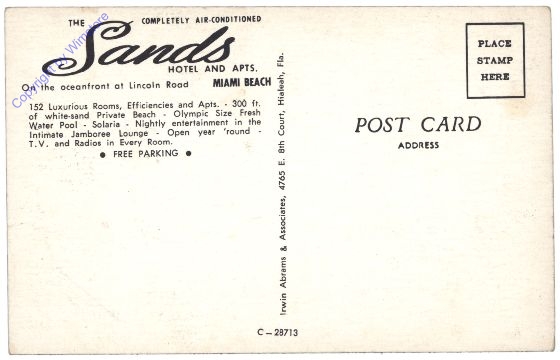 THE COMPLETELY AIR-CONDITIONED
Sands
HOTEL AND APTS.
On the oceanfront at Lincoln Road MIAMI BEACH
152 Luxurious Rooms, Efficiencies and Apts. - 300 ft.
of white-sand Private Beach - Olympic Size Fresh
Water Pool - Solaria - Nightly entertainment in the
Intimate Jamboree Lounge - Open year 'round -
T.V. and Radios in Every Room.
● FREE PARKING ●
Copyright by Wimstore
Irwin Abrams & Associates, 4765 E. 8th Court, Hialeah, Fla.
C-28713
PLACE
STAMP
HERE
POST CARD
ADDRESS